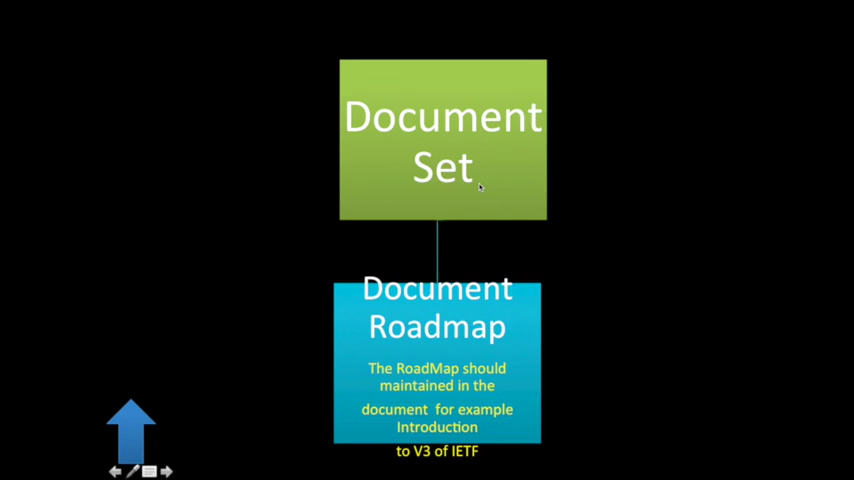 Document
Set
Document
Roadmap
The RoadMap should
maintained in the
document for example
Introduction
to V3 of IETF